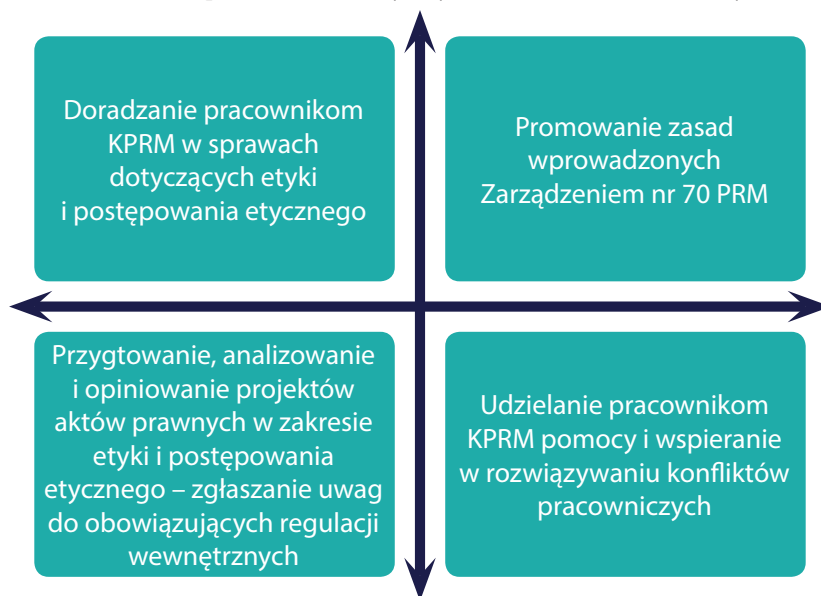 Doradzanie pracownikom
KPRM w sprawach
dotyczących etyki
i postępowania etycznego
Promowanie zasad
wprowadzonych
Zarządzeniem nr 70 PRM
Przygtowanie, analizowanie
i opiniowanie projektów
aktów prawnych w zakresie
etyki i postępowania
etycznego – zgłaszanie uwag
do obowiązujących regulacji
wewnętrznych
Udzielanie pracownikom
KPRM pomocy i wspieranie
w rozwiązywaniu konfliktów
pracowniczych